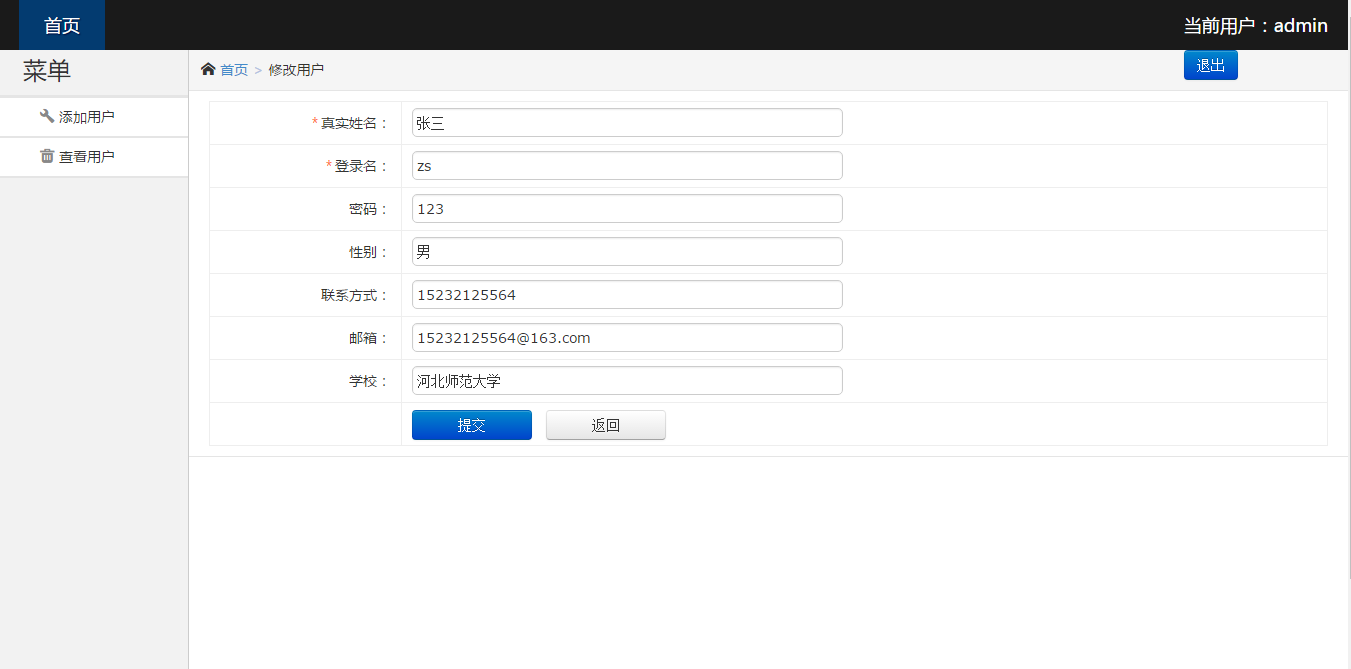 首页
当前用户：admin
菜单
首页 > 修改用户
退出
添加用户
查看用户
*真实姓名： 张三
*登录名： zs
密码： 123
性别： 男
联系方式： 15232125564
邮箱： 15232125564@163.com
学校： 河北师范大学
提交 返回